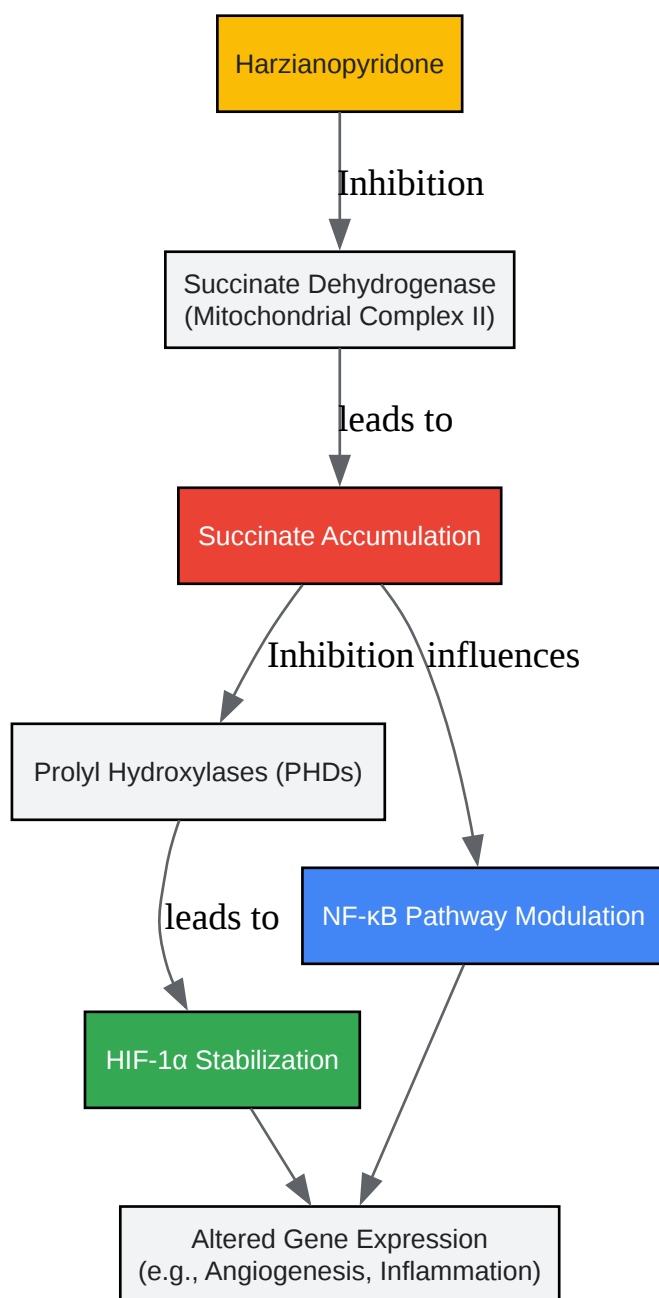 Harzianopyridone
Inhibition
Succinate Dehydrogenase
(Mitochondrial Complex II)
leads to
Succinate Accumulation
Inhibition
influences
Prolyl Hydroxylases (PHDs)
leads to
NF-κB Pathway Modulation
HIF-1α Stabilization
Altered Gene Expression
(e.g., Angiogenesis, Inflammation)